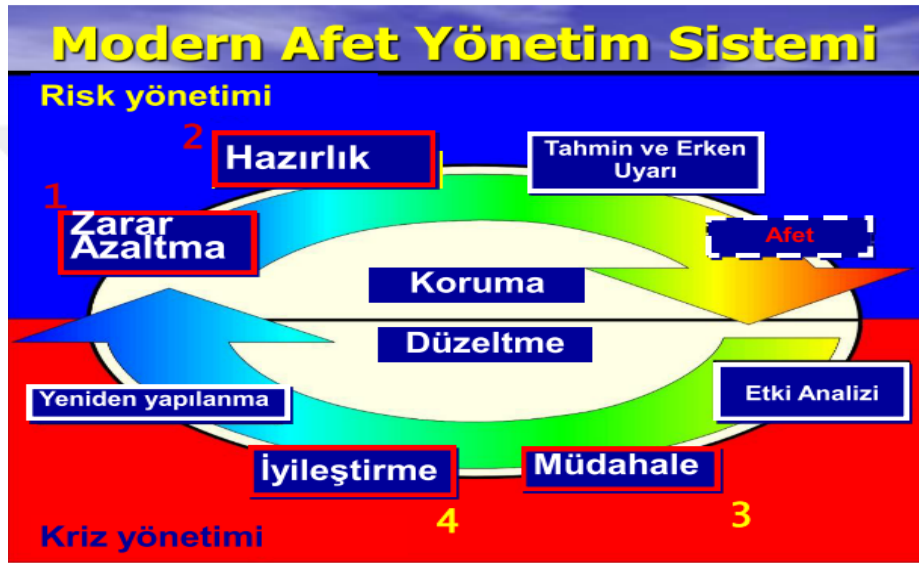 Modern Afet Yönetim Sistemi
Risk yönetimi
2
Hazırlık
Tahmin ve Erken
Uyarı
1
Zarar
Azaltma
Afet
Koruma
Düzeltme
Yeniden yapılanma
Etki Analizi
İyileştirme
Müdahale
4
3
Kriz yönetimi